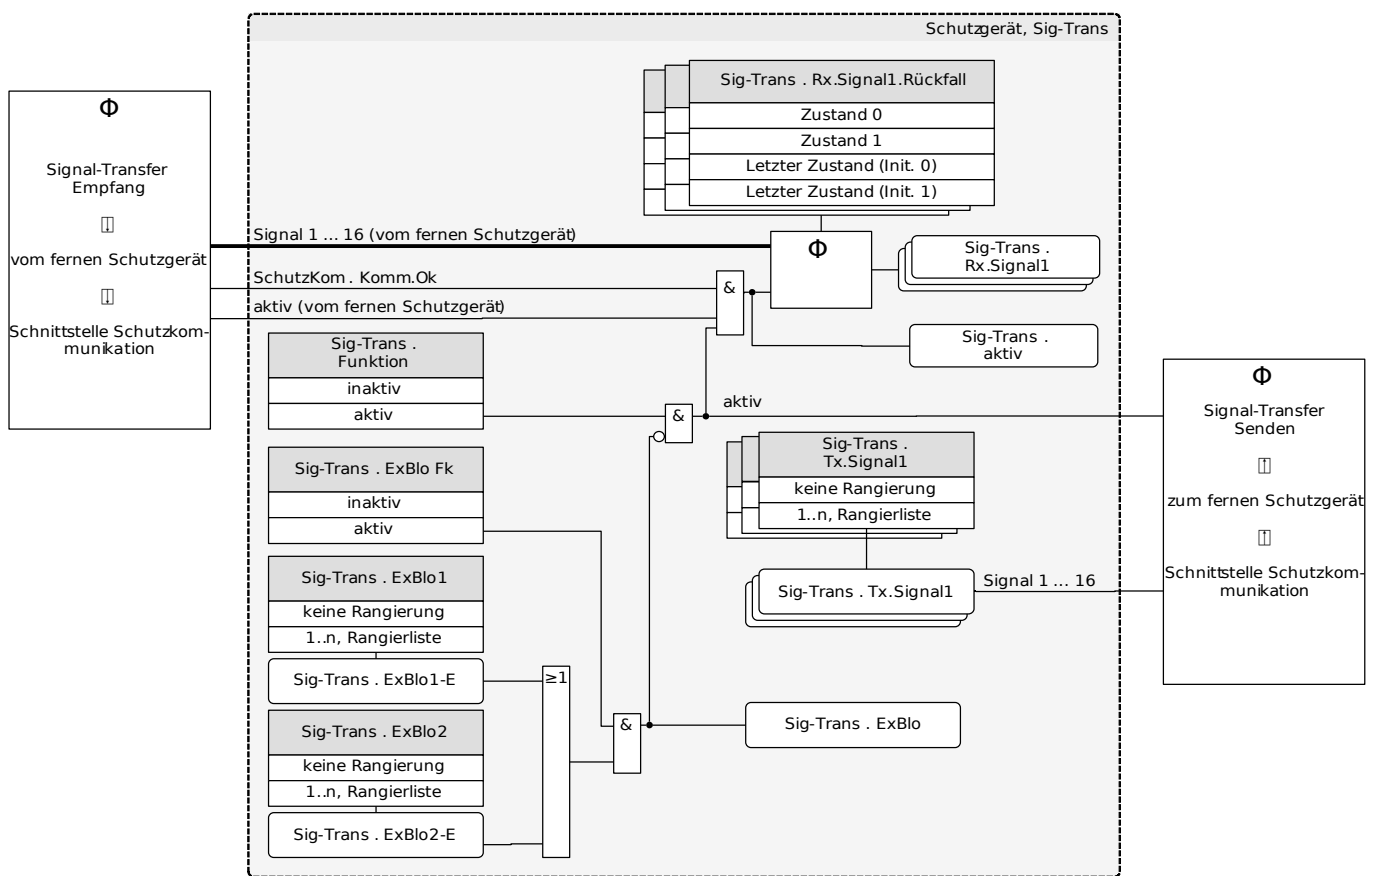 Schutzgerät, Sig-Trans
Φ
Signal-Transfer
Empfang
vom fernen Schutzgerät
Schnittstelle Schutzkom-
munikation
Sig-Trans . Rx.Signal1.Rückfall
Zustand 0
Zustand 1
Letzter Zustand (Init. 0)
Letzter Zustand (Init. 1)
Signal 1 ... 16 (vom fernen Schutzgerät)
SchutzKom . Komm.Ok
aktiv (vom fernen Schutzgerät)
&
Φ
Sig-Trans .
Rx.Signal1
Sig-Trans .
aktiv
Sig-Trans .
Funktion
inaktiv
aktiv
&
aktiv
Φ
Signal-Transfer
Senden
zum fernen Schutzgerät
Schnittstelle Schutzkom-
munikation
Sig-Trans . ExBlo Fk
inaktiv
aktiv
Sig-Trans .
Tx.Signal1
keine Rangierung
1..n, Rangierliste
Sig-Trans . Tx.Signal1
Signal 1 ... 16
Sig-Trans . ExBlo1
keine Rangierung
1..n, Rangierliste
Sig-Trans . ExBlo1-E
≥1
Sig-Trans . ExBlo2
keine Rangierung
1..n, Rangierliste
Sig-Trans . ExBlo2-E
&
Sig-Trans . ExBlo